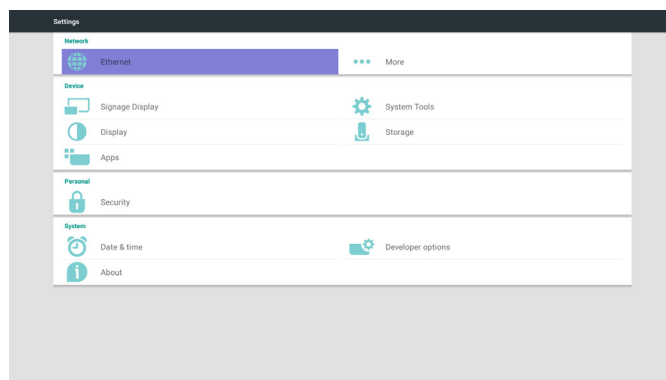 Settings
Network
Ethernet
More
Device
Signage Display
System Tools
Display
Storage
Apps
Personal
Security
System
Date & time
Developer options
About